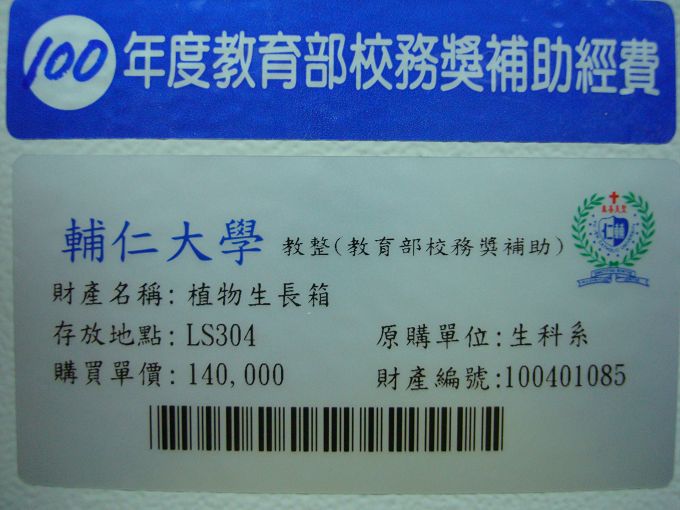 100年度教育部校務獎補助經費
輔仁大學 教整(教育部校務獎補助)
財產名稱: 植物生長箱
存放地點: LS304 原購單位:生科系
購買單價: 140,000 財產編號:100401085